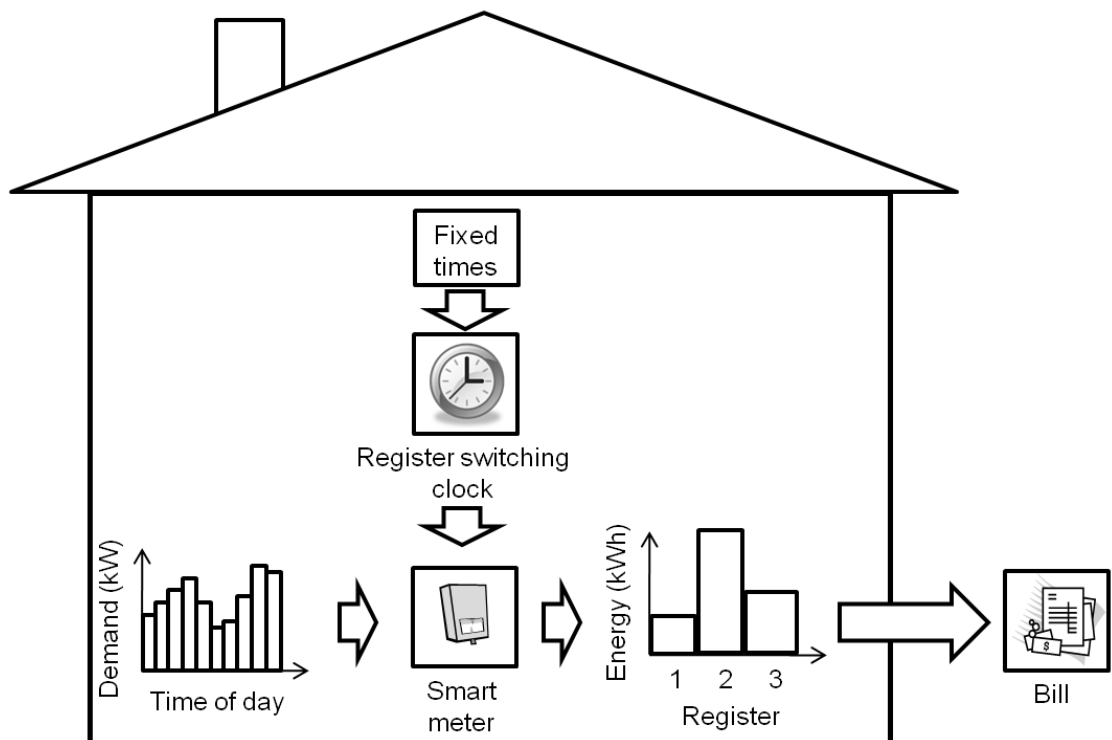 Fixed
times
Register switching
clock
Demand (kW)
Time of day
Smart
meter
Energy (kWh)
1 2 3
Register
$
Bill